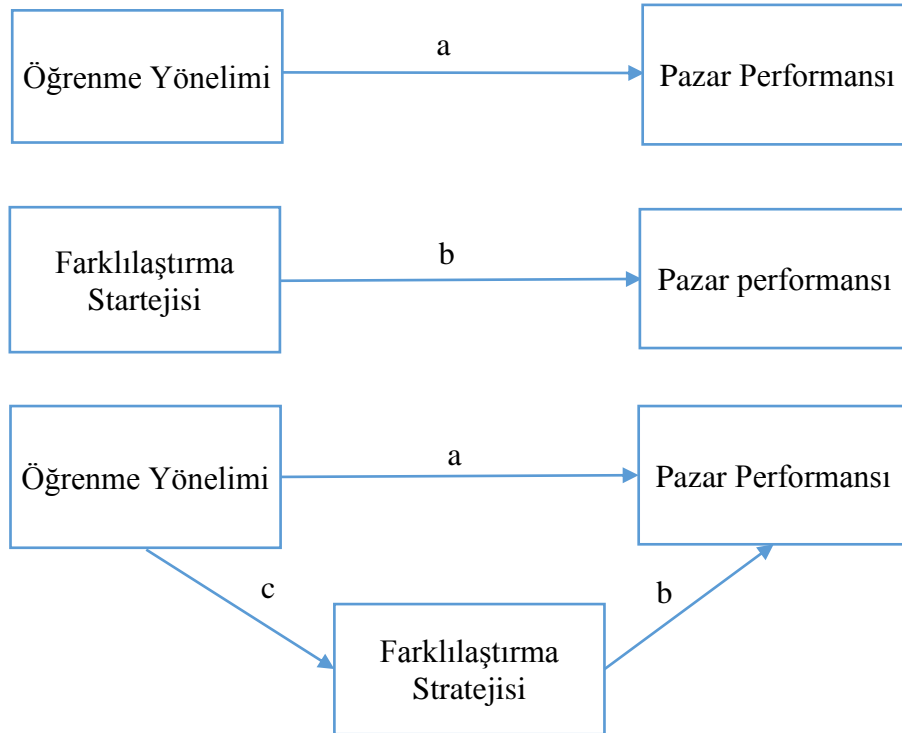 a
Öğrenme Yönelimi
Pazar Performansı
Farklılaştırma
Startejisi
b
Pazar performansı
Öğrenme Yönelimi
a
Pazar Performansı
c
b
Farklılaştırma
Stratejisi